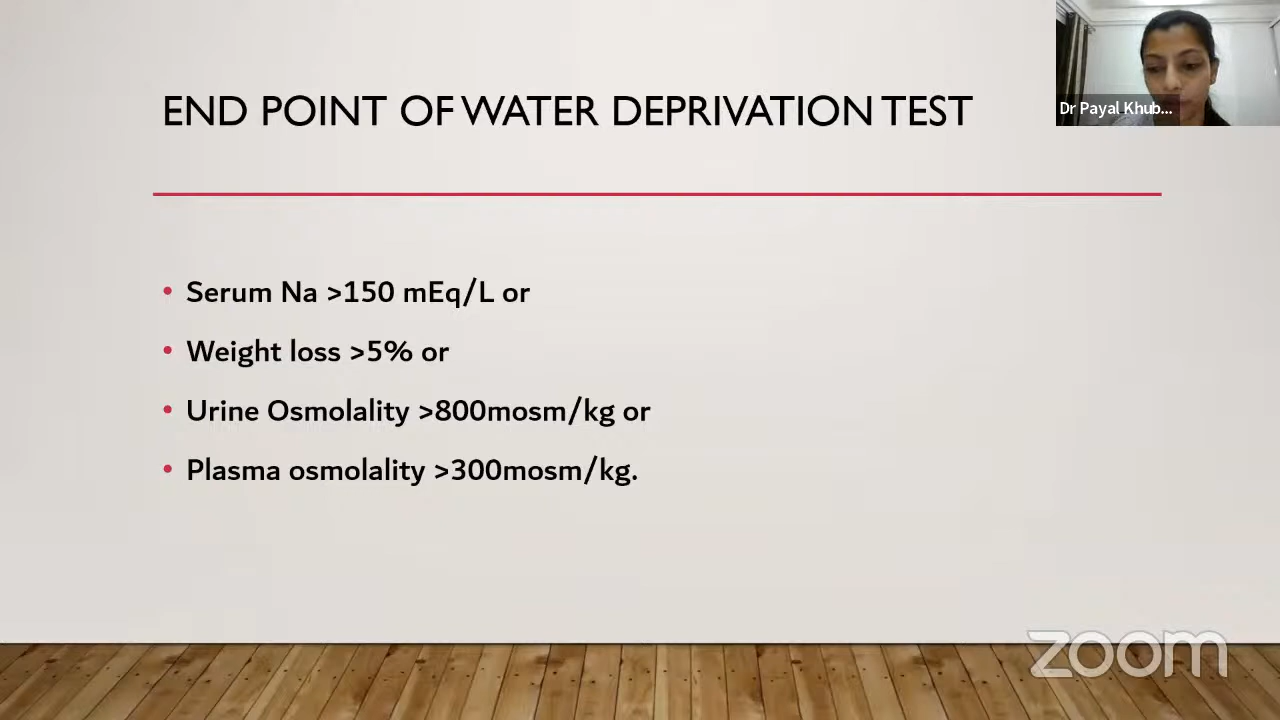 END POINT OF WATER DEPRIVATION TEST
Dr Payal Khub...
• Serum Na >150 mEq/L or
• Weight loss >5% or
• Urine Osmolality >800mosm/kg or
• Plasma osmolality >300mosm/kg.
zoom